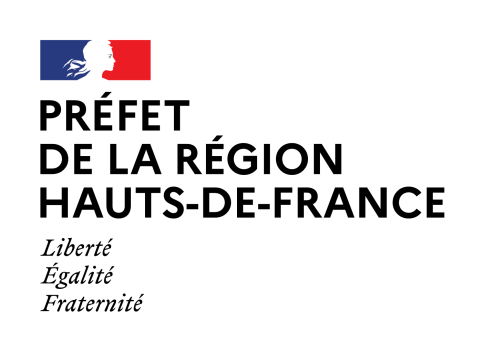 PRÉFET
DE LA RÉGION
HAUTS-DE-FRANCE
Liberté
Égalité
Fraternité